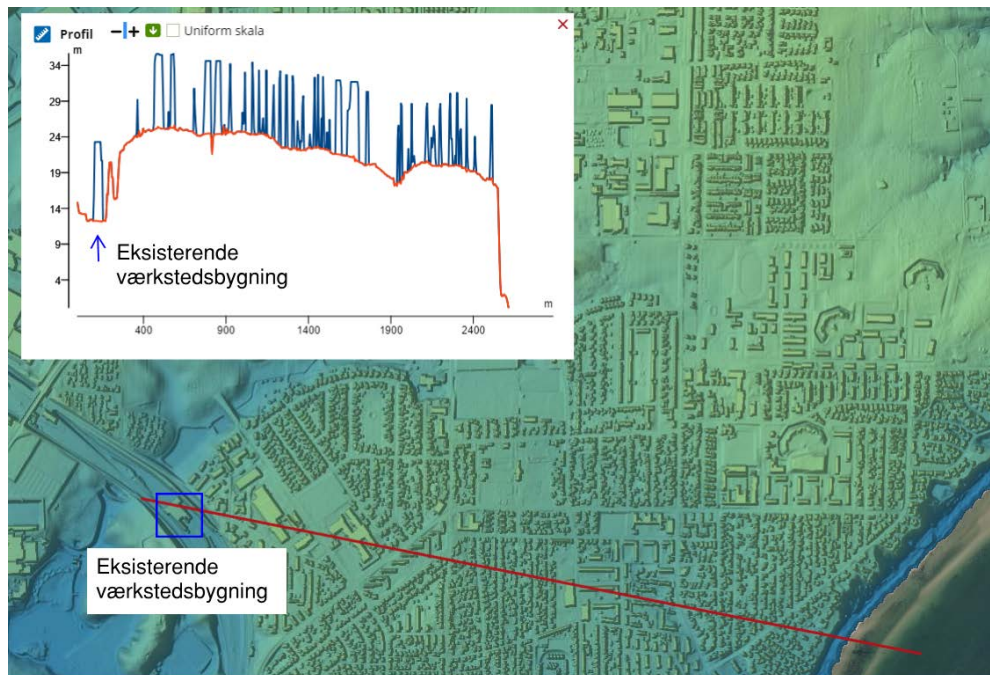 Profil
Uniform skala
m
34
29
24
19
14
9
4
Eksisterende
værkstedsbygning
m
400
900
1400
1900
2400
Eksisterende
værkstedsbygning